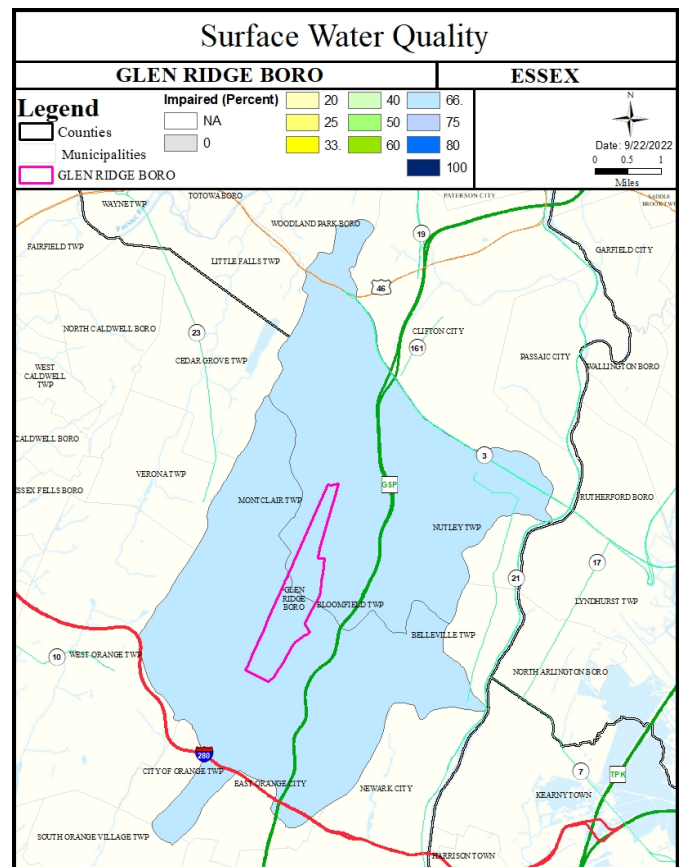 Surface Water Quality
GLEN RIDGE BORO
ESSEX
Legend
Counties
Municipalities
GLEN RIDGE BORO
Impaired (Percent)
NA
0
20
25
33.
40
50
60
66.
75
80
100
N
Date: 9/22/2022
0 0.5 1
Miles
TOTOWA BORO
PATERSON CITY
SADDLE
BROOK TWP
WAYNE TWP
Passaic R
WOODLAND PARK BORO
19
FAIRFIELD TWP
GARFIELD CITY
LITTLE FALLS TWP
46
NORTH CALDWELL BORO
23
CLIFTON CITY
161
CEDAR GROVE TWP
PASSAIC CITY
WEST
CALDWELL
TWP
WALLINGTON BORO
CALDWELL BORO
3
VERONA TWP
GSP
ESSEX FELLS BORO
MONTCLAIR TWP
RUTHERFORD BORO
NUTLEY TWP
17
21
GLEN
RIDGE
BORO
BLOOMFIELD TWP
LYNDHURST TWP
BELLEVILLE TWP
10
WEST ORANGE TWP
NORTH ARLINGTON BORO
280
CITY OF ORANGE TWP
7
TPK
EAST ORANGE CITY
NEWARK CITY
KEARNY TOWN
SOUTH ORANGE VILLAGE TWP
HARRISON TOWN